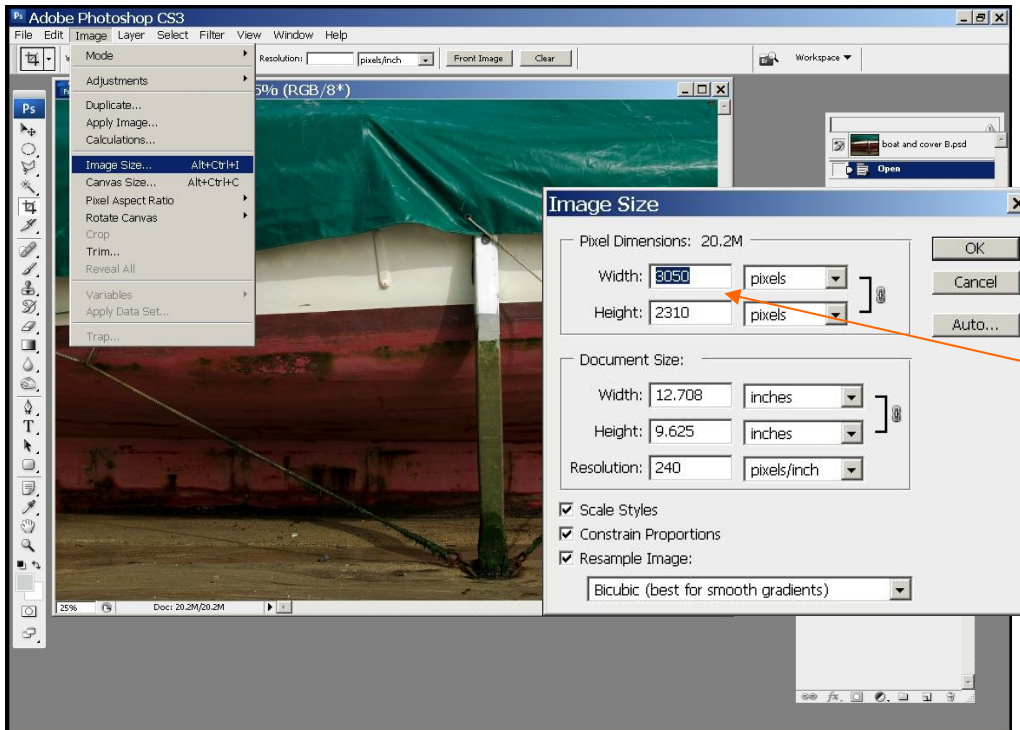 Ps Adobe Photoshop CS3
File Edit Image Layer Select Filter View Window Help
Resolution: pixels/inch Front Image Clear Workspace
Mode
Adjustments
Duplicate...
Apply Image...
Calculations...
Image Size... Alt+Ctrl+I
Canvas Size... Alt+Ctrl+C
Pixel Aspect Ratio
Rotate Canvas
Crop
Trim...
Reveal All
Variables
Apply Data Set...
Trap...
5% (RGB/8*)
Ps
boat and cover B.psd
Open
Image Size
Pixel Dimensions: 20.2M
Width: 3050 pixels
Height: 2310 pixels
Document Size:
Width: 12.708 inches
Height: 9.625 inches
Resolution: 240 pixels/inch
Scale Styles
Constrain Proportions
Resample Image:
Bicubic (best for smooth gradients)
OK
Cancel
Auto...
25% Doc: 20.2M/20.2M
fx.